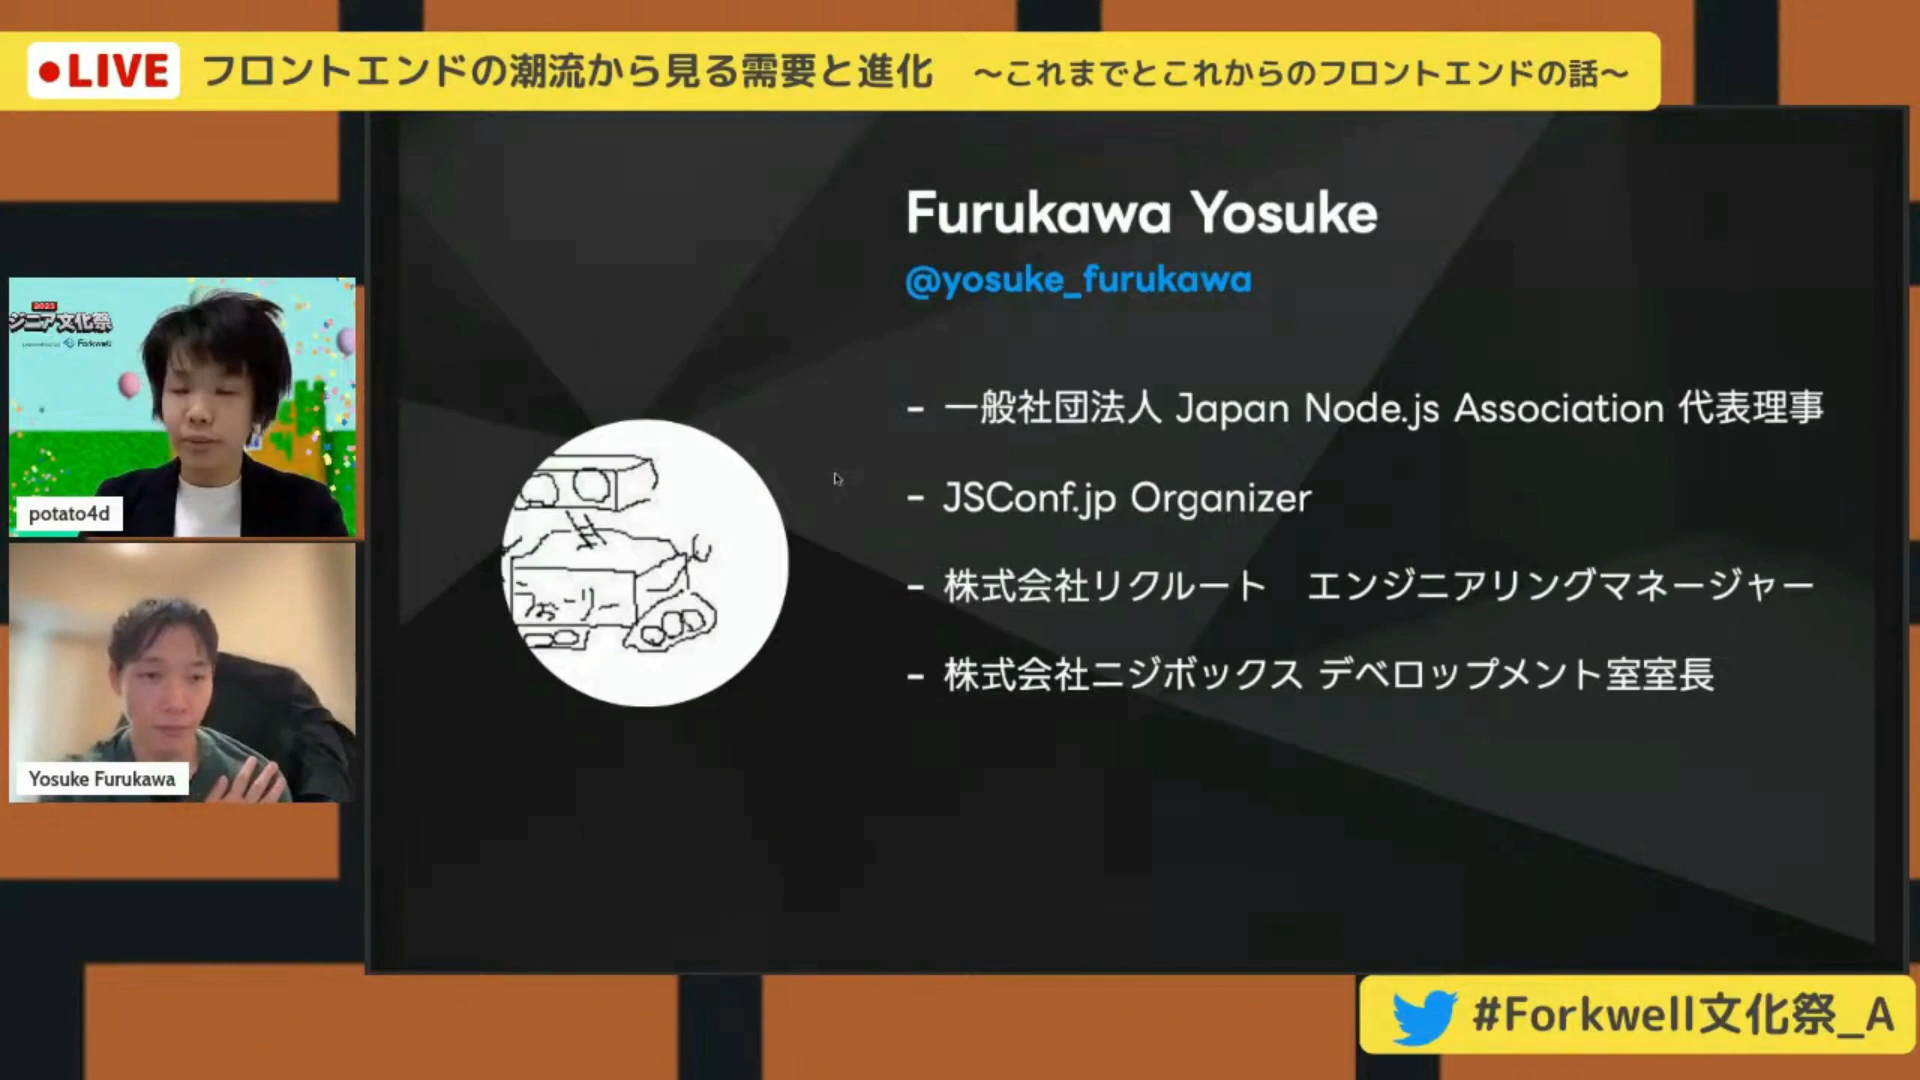 LIVE
フロントエンドの潮流から見る需要と進化 〜これまでとこれからのフロントエンドの話〜
Furukawa Yosuke
@yosuke_furukawa
- 一般社団法人 Japan Node.js Association 代表理事
- JSConf.jp Organizer
- 株式会社リクルート　エンジニアリングマネージャー
- 株式会社ニジボックス デベロップメント室室長
2023
ジニア文化祭
Forkwell
potato4d
Yosuke Furukawa
#Forkwell文化祭_A